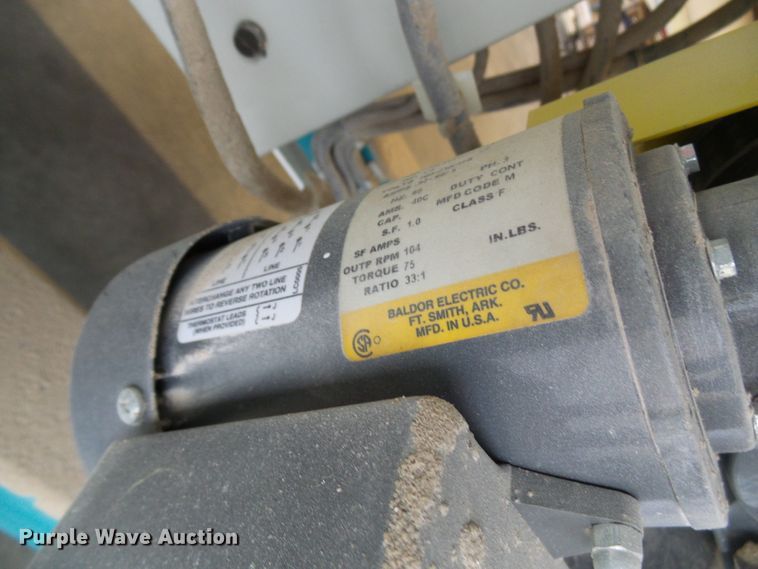 PH. 3
HZ. 60 DUTY CONT
AMB. 40C MFD CODE M
CAP. CLASS F
S.F. 1.0
SF AMPS
OUTP RPM 104
TORQUE 75 IN.LBS.
RATIO 33:1
BALDOR ELECTRIC CO.
FT. SMITH, ARK.
MFD. IN U.S.A.
LINE
LINE
INTERCHANGE ANY TWO LINE
WIRES TO REVERSE ROTATION
THERMOSTAT LEADS
(WHEN PROVIDED)
Purple Wave Auction